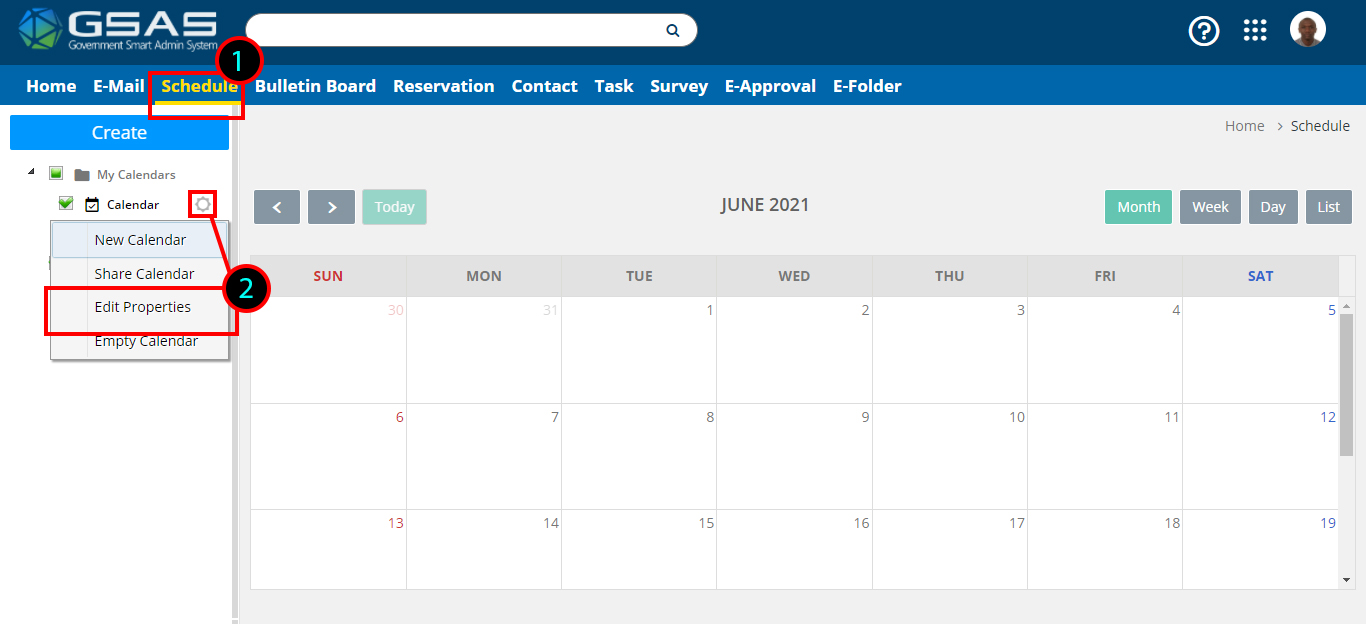 GSAS
Government Smart Admin System
1
Home E-Mail Schedule Bulletin Board Reservation Contact Task Survey E-Approval E-Folder
Create
Home > Schedule
My Calendars
Calendar
New Calendar
Share Calendar
Edit Properties
Empty Calendar
2
< > Today
JUNE 2021
Month Week Day List
SUN MON TUE WED THU FRI SAT
30 31 1 2 3 4 5
6 7 8 9 10 11 12
13 14 15 16 17 18 19